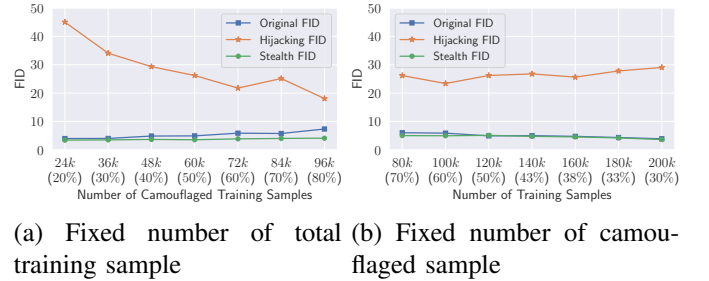 50
40
30
20
10
0
FID
Original FID
Hijacking FID
Stealth FID
24k 36k 48k 60k 72k 84k 96k
(20%) (30%) (40%) (50%) (60%) (70%) (80%)
Number of Camouflaged Training Samples
(a) Fixed number of total
training sample
50
40
30
20
10
0
FID
Original FID
Hijacking FID
Stealth FID
80k 100k 120k 140k 160k 180k 200k
(70%) (60%) (50%) (43%) (38%) (33%) (30%)
Number of Training Samples
(b) Fixed number of camou-
flaged sample